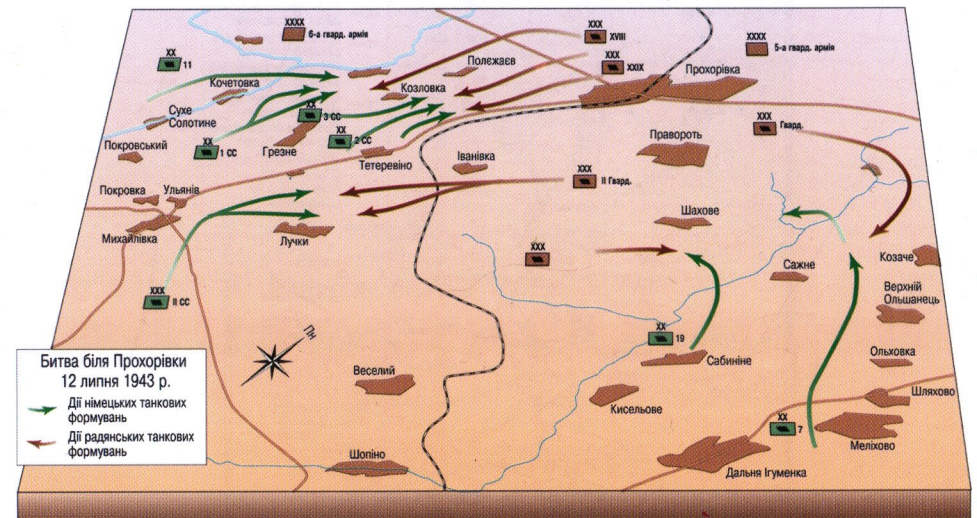 XXXX
6-а гвард. армія
XXX
XVIII
XXXX
5-а гвард. армія
XX
11
Полєжаєв
XXX
XXIX
Прохорівка
Кочетовка
Козловка
XX
3 СС
Сухе
Солотине
XXX
Гвард.
XX
1 СС
XX
2 СС
Правороть
Покровський
Грезне
Тетеревіно
Іванівка
XXX
II Гвард.
Покровка
Ульянів
Шахове
Михайлівка
Лучки
XXX
Козаче
Сажне
XXX
II СС
Верхній
Ольшанець
Пн
XX
19
Сабиніне
Ольховка
Битва біля Прохорівки
12 липня 1943 р.
Дії німецьких танкових
формувань
Дії радянських танкових
формувань
Веселий
Кисельове
Шляхово
XX
7
Меліхово
Шопіно
Дальня Ігуменка